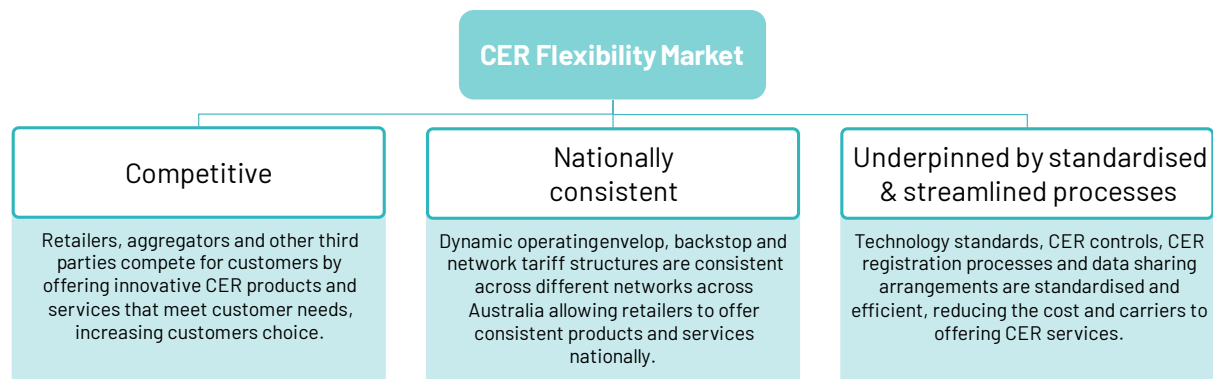 CER Flexibility Market
Competitive
Retailers, aggregators and other third
parties compete for customers by
offering innovative CER products and
services that meet customer needs,
increasing customers choice.
Nationally
consistent
Dynamic operatingenvelop, backstop and
network tariff structures are consistent
across different networks across
Australia allowing retailers to offer
consistent products and services
nationally.
Underpinned by standardised
& streamlined processes
Technology standards, CER controls, CER
registration processes and data sharing
arrangements are standardised and
efficient, reducing the cost and carriers to
offering CER services.